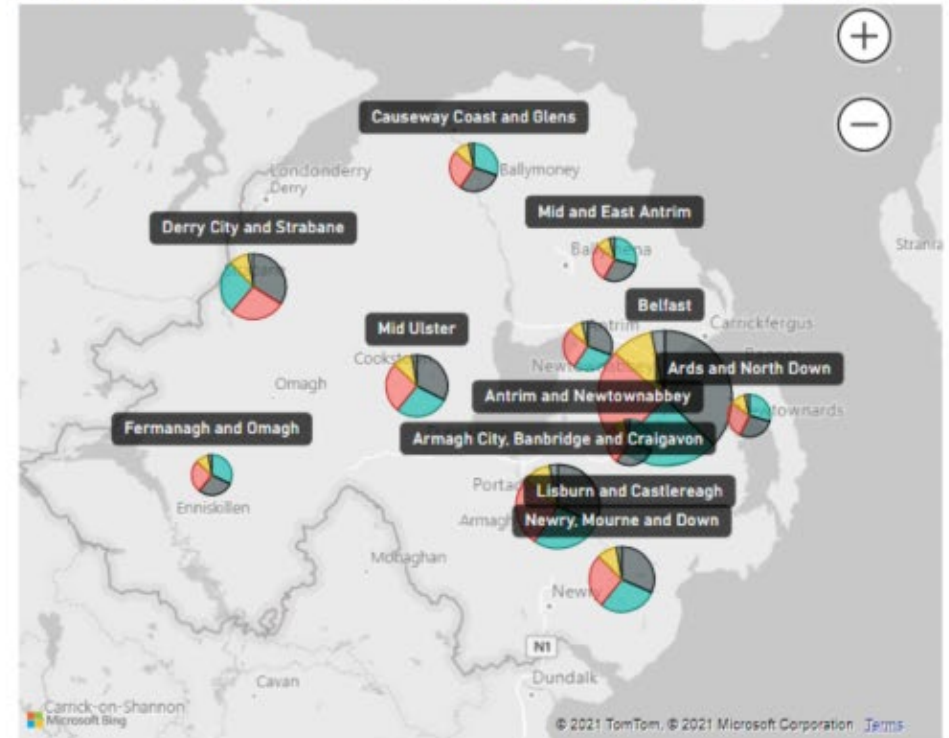 +
−
Causeway Coast and Glens
Londonderry
Derry
Ballymoney
Mid and East Antrim
Derry City and Strabane
Stranra
Belfast
Mid Ulster
Carrickfergus
Ards and North Down
Omagh
Antrim and Newtownabbey
Fermanagh and Omagh
Armagh City, Banbridge and Craigavon
Lisburn and Castlereagh
Enniskillen
Newry, Mourne and Down
Monaghan
N1
Dundalk
Cavan
Carrick-on-Shannon
Microsoft Bing
© 2021 TomTom, © 2021 Microsoft Corporation Terms